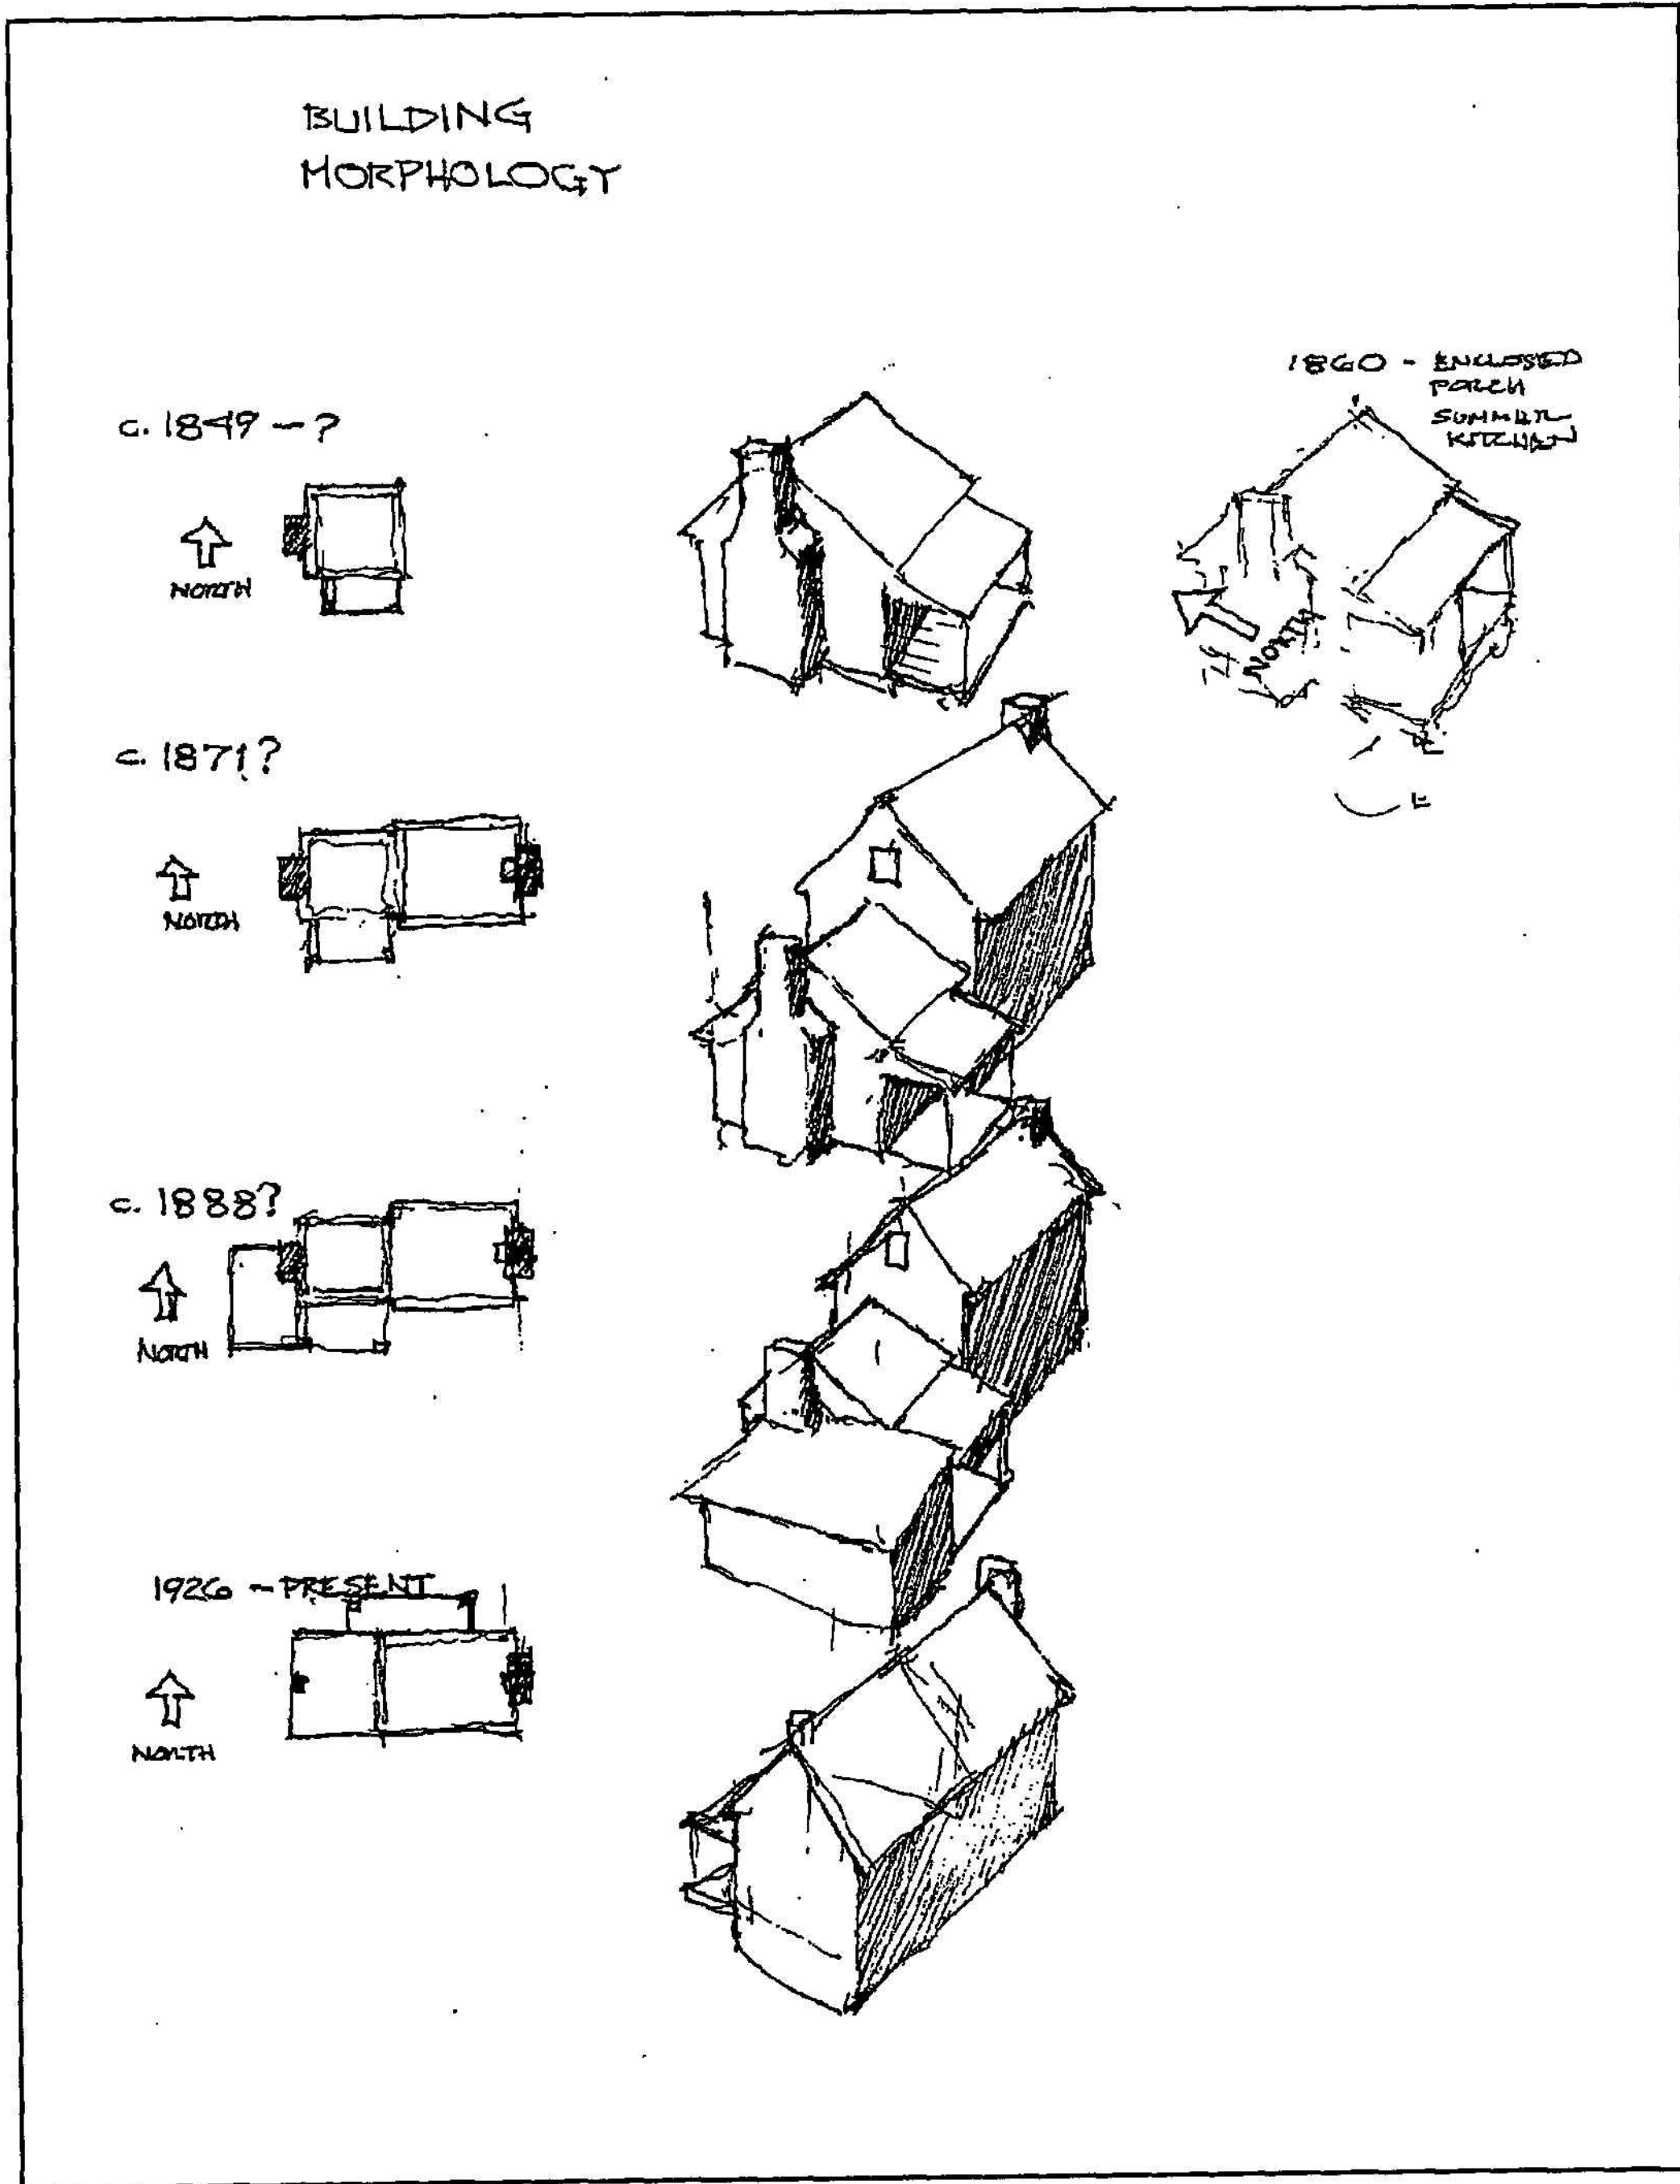 BUILDING
MORPHOLOGY
1860 - ENCLOSED
PORCH
SUMMER
KITCHEN
c. 1849 - ?
NORTH
NORTH
c. 1871?
NORTH
c. 1888?
NORTH
1926 - PRESENT
NORTH